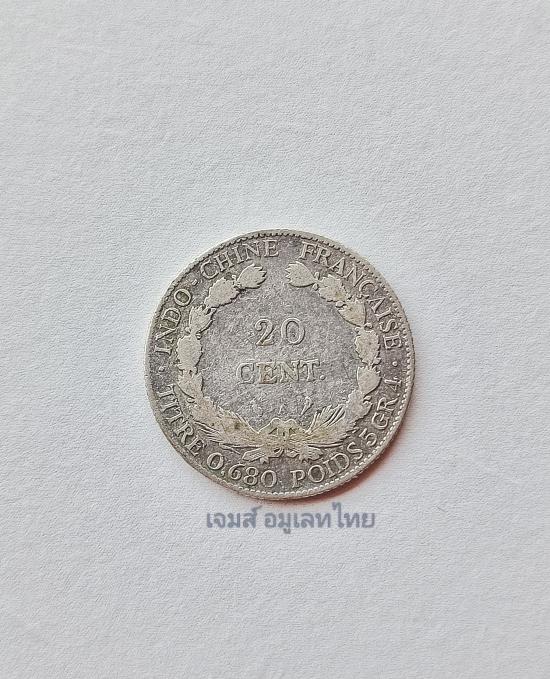 · INDO-CHINE FRANÇAISE ·
20
CENT.
A
TITRE 0,680. POIDS 5 GR 4
เจมส์ อมูเลทไทย